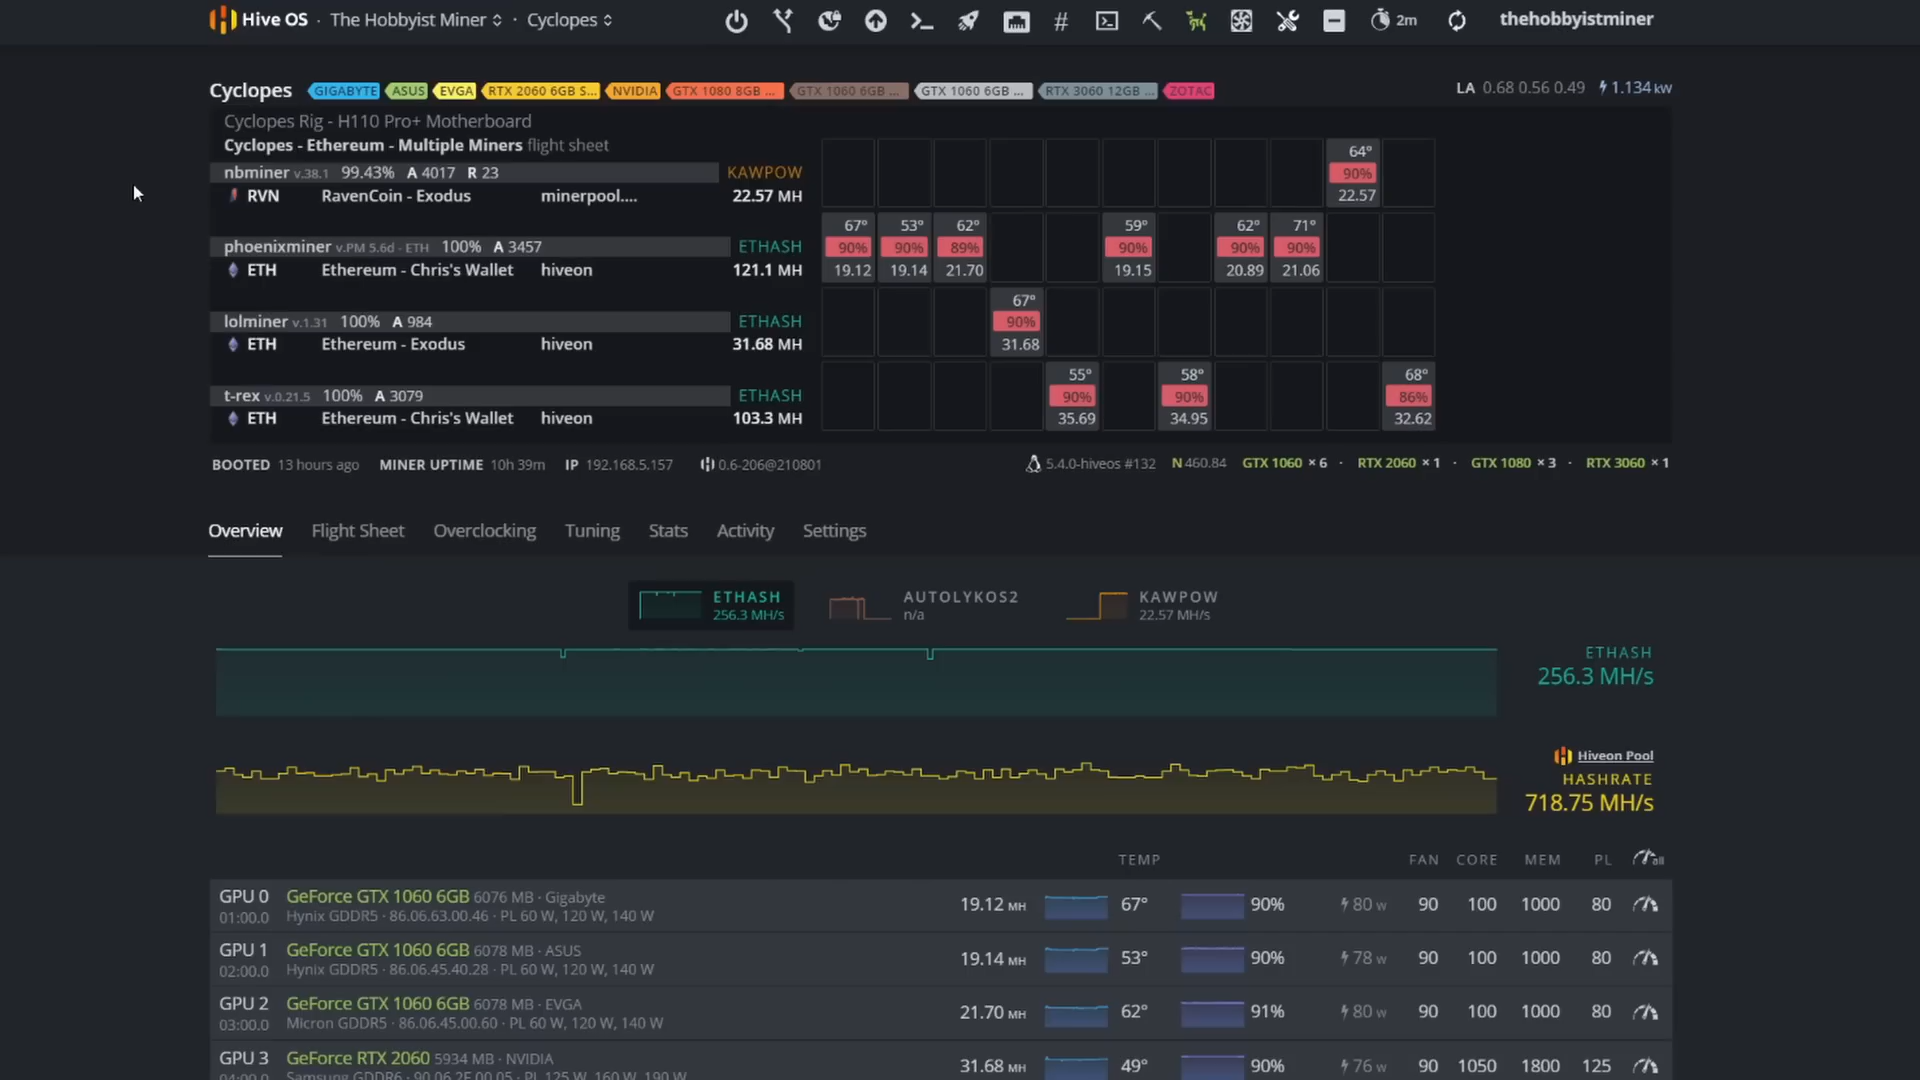 Hive OS · The Hobbyist Miner · Cyclopes # 2m thehobbyistminer
Cyclopes GIGABYTE ASUS EVGA RTX 2060 6GB S... NVIDIA GTX 1080 8GB ... GTX 1060 6GB ... GTX 1060 6GB ... RTX 3060 12GB ... ZOTAC LA 0.68 0.56 0.49 1.134 kW
Cyclopes Rig - H110 Pro+ Motherboard
Cyclopes - Ethereum - Multiple Miners flight sheet
64°
nbminer v.38.1 99.43% A 4017 R 23 KAWPOW 90%
RVN RavenCoin - Exodus minerpool.... 22.57 MH 22.57
67° 53° 62° 59° 62° 71°
phoenixminer v.PM 5.6d - ETH 100% A 3457 ETHASH 90% 90% 89% 90% 90% 90%
ETH Ethereum - Chris's Wallet hiveon 121.1 MH 19.12 19.14 21.70 19.15 20.89 21.06
67°
lolminer v.1.31 100% A 984 ETHASH 90%
ETH Ethereum - Exodus hiveon 31.68 MH 31.68
55° 58° 68°
t-rex v.0.21.5 100% A 3079 ETHASH 90% 90% 86%
ETH Ethereum - Chris's Wallet hiveon 103.3 MH 35.69 34.95 32.62
BOOTED 13 hours ago MINER UPTIME 10h 39m IP 192.168.5.157 0.6-206@210801 5.4.0-hiveos #132 N 460.84 GTX 1060 × 6 · RTX 2060 × 1 · GTX 1080 × 3 · RTX 3060 × 1
Overview Flight Sheet Overclocking Tuning Stats Activity Settings
ETHASH AUTOLYKOS2 KAWPOW
256.3 MH/s n/a 22.57 MH/s
ETHASH
256.3 MH/s
Hiveon Pool
HASHRATE
718.75 MH/s
TEMP FAN CORE MEM PL all
GPU 0 GeForce GTX 1060 6GB 6076 MB · Gigabyte 19.12 MH 67° 90% 80 W 90 100 1000 80
01:00.0 Hynix GDDR5 · 86.06.63.00.46 · PL 60 W, 120 W, 140 W
GPU 1 GeForce GTX 1060 6GB 6078 MB · ASUS 19.14 MH 53° 90% 78 W 90 100 1000 80
02:00.0 Hynix GDDR5 · 86.06.45.40.28 · PL 60 W, 120 W, 140 W
GPU 2 GeForce GTX 1060 6GB 6078 MB · EVGA 21.70 MH 62° 91% 80 W 90 100 1000 80
03:00.0 Micron GDDR5 · 86.06.45.00.60 · PL 60 W, 120 W, 140 W
GPU 3 GeForce RTX 2060 5934 MB · NVIDIA 31.68 MH 49° 90% 76 W 90 1050 1800 125
04:00.0 Samsung GDDR6 · 90.06.2F.00.05 · PL 125 W, 160 W, 190 W